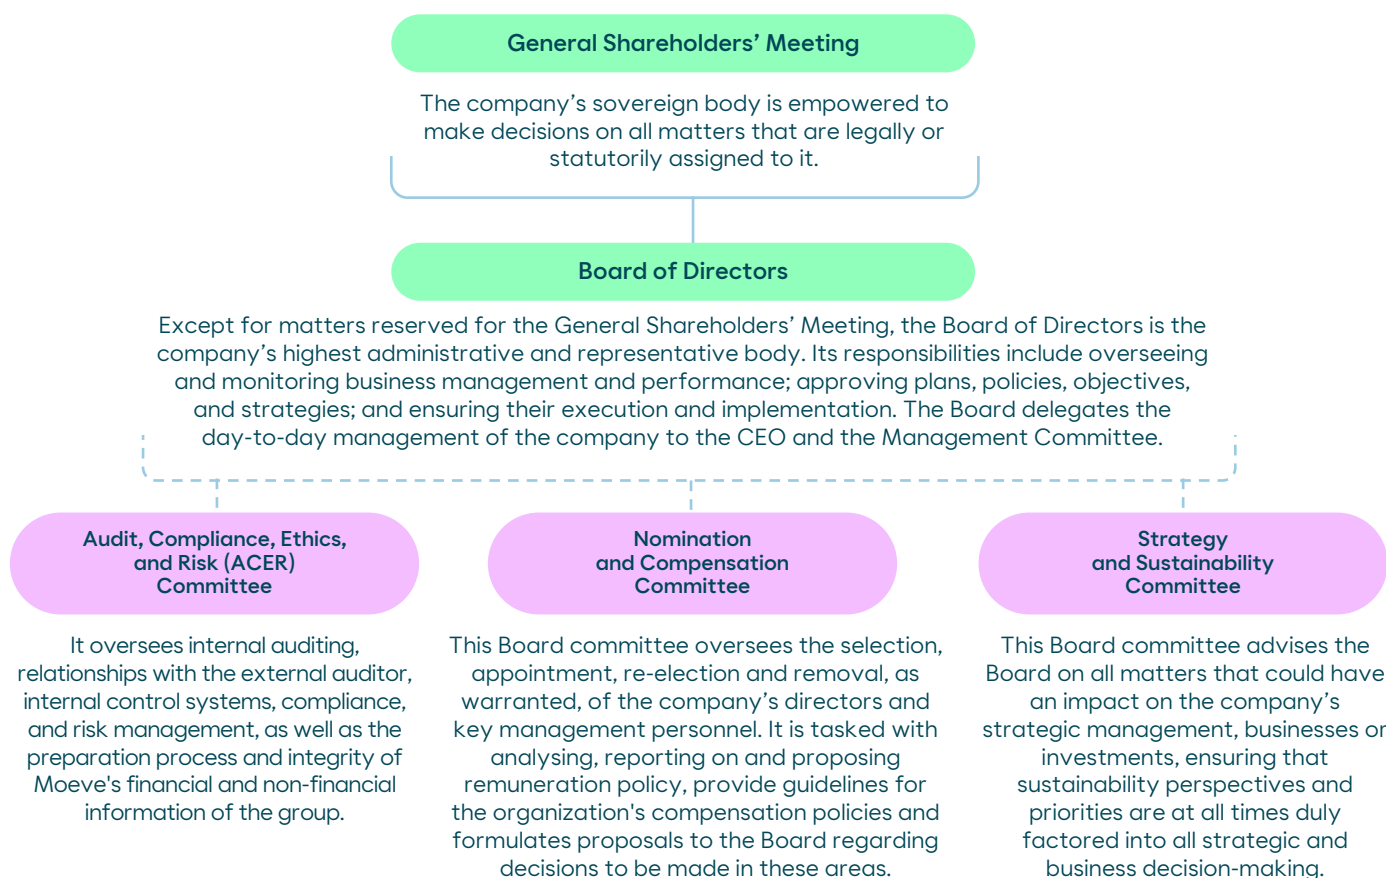 General Shareholders’ Meeting
The company’s sovereign body is empowered to
make decisions on all matters that are legally or
statutorily assigned to it.
Board of Directors
Except for matters reserved for the General Shareholders’ Meeting, the Board of Directors is the
company’s highest administrative and representative body. Its responsibilities include overseeing
and monitoring business management and performance; approving plans, policies, objectives,
and strategies; and ensuring their execution and implementation. The Board delegates the
day-to-day management of the company to the CEO and the Management Committee.
Audit, Compliance, Ethics,
and Risk (ACER)
Committee
It oversees internal auditing,
relationships with the external auditor,
internal control systems, compliance,
and risk management, as well as the
preparation process and integrity of
Moeve's financial and non-financial
information of the group.
Nomination
and Compensation
Committee
This Board committee oversees the selection,
appointment, re-election and removal, as
warranted, of the company’s directors and
key management personnel. It is tasked with
analysing, reporting on and proposing
remuneration policy, provide guidelines for
the organization's compensation policies and
formulates proposals to the Board regarding
decisions to be made in these areas.
Strategy
and Sustainability
Committee
This Board committee advises the
Board on all matters that could have
an impact on the company’s
strategic management, businesses or
investments, ensuring that
sustainability perspectives and
priorities are at all times duly
factored into all strategic and
business decision-making.